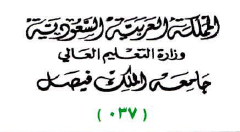 المملكة العربية السعودية
وزارة التعليم العالي
جامعة الملك فيصل
(٠٣٧)